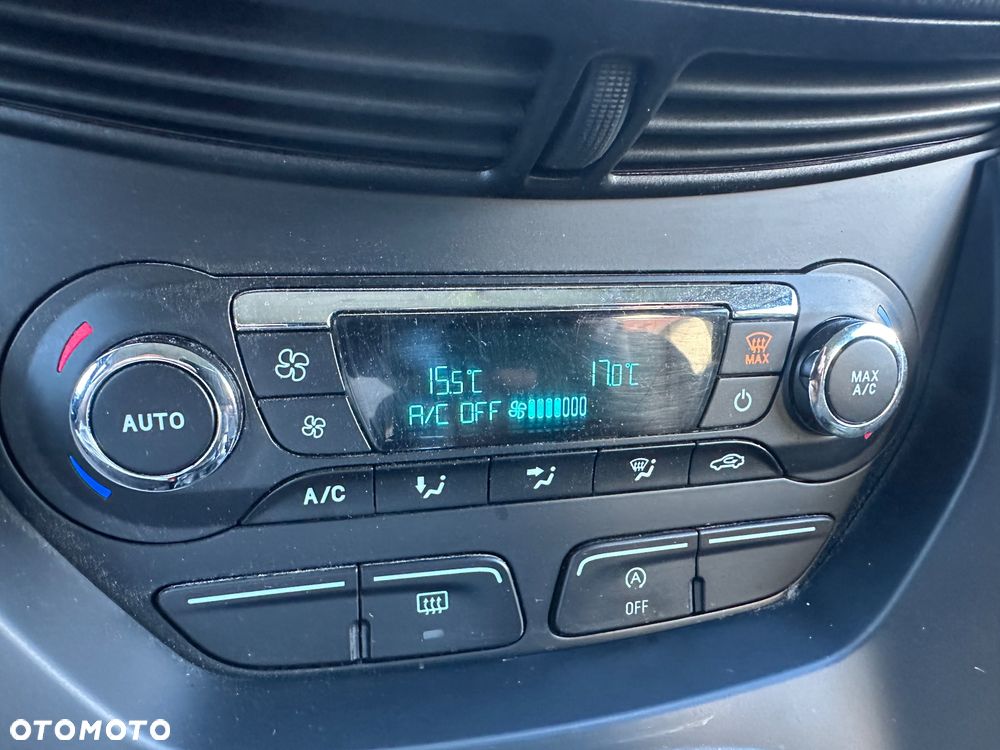 15.5°C 17.0°C
A/C OFF
MAX
AUTO
MAX
A/C
A/C
A
OFF
OTOMOTO